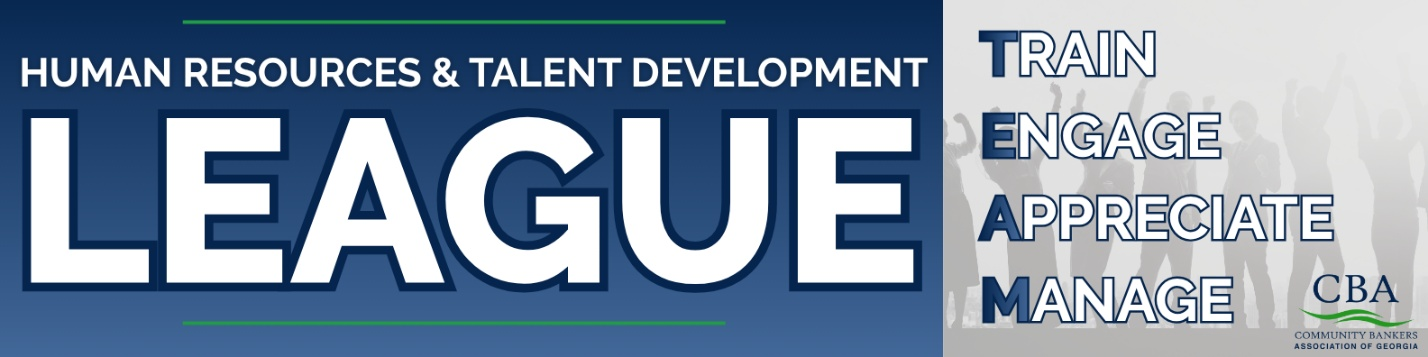 HUMAN RESOURCES & TALENT DEVELOPMENT
LEAGUE
TRAIN
ENGAGE
APPRECIATE
MANAGE
CBA
COMMUNITY BANKERS
ASSOCIATION OF GEORGIA